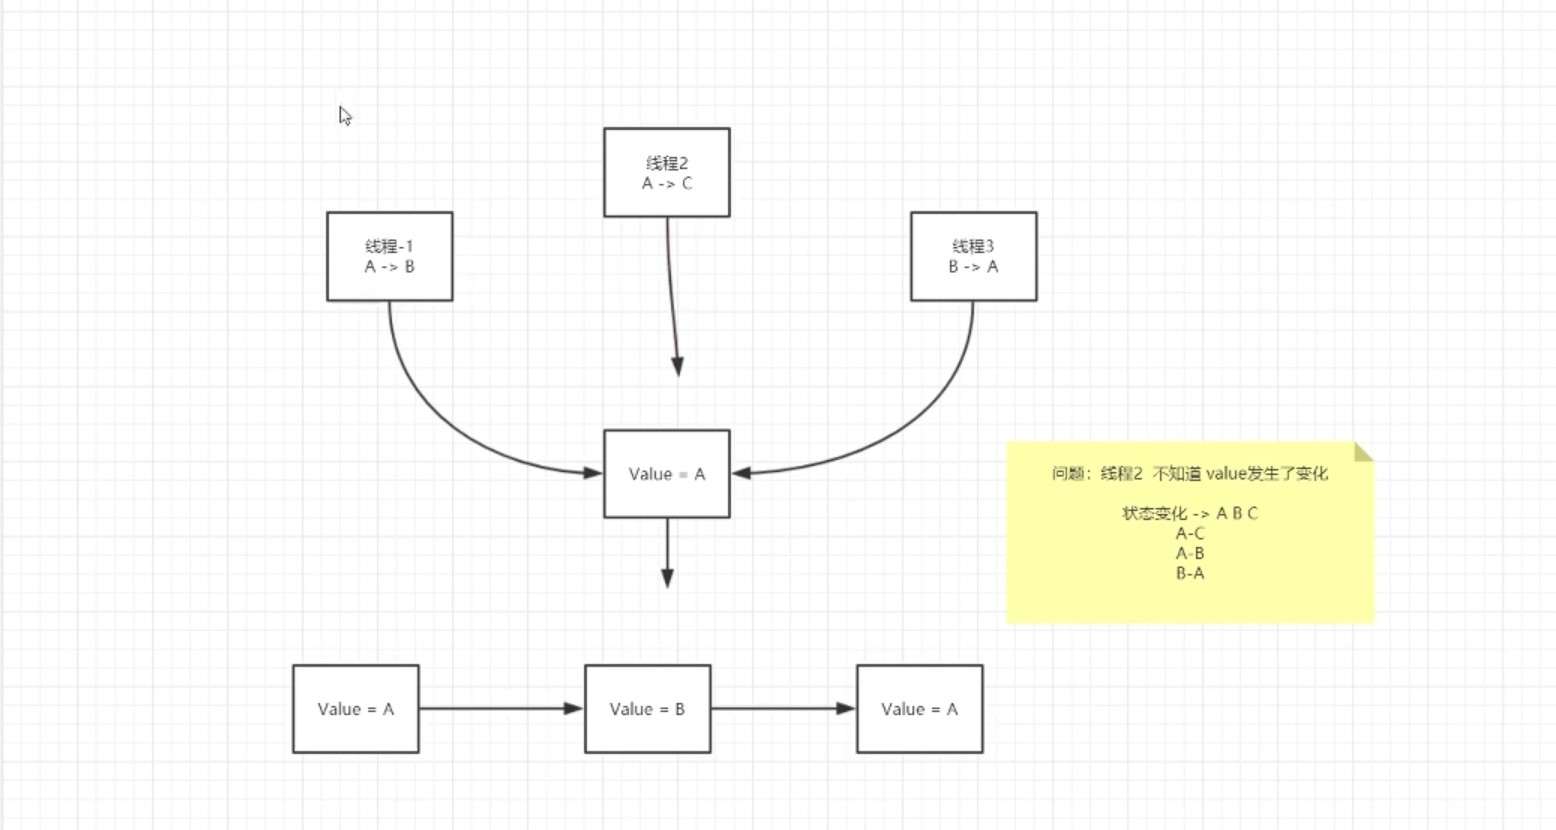 线程2
A -> C
线程-1
A -> B
线程3
B -> A
Value = A
问题：线程2 不知道 value发生了变化
状态变化 -> A B C
A-C
A-B
B-A
Value = A
Value = B
Value = A